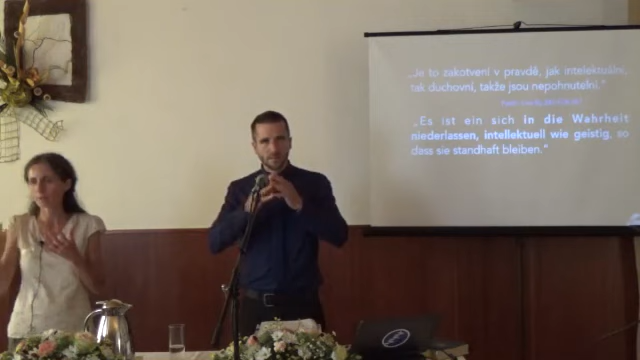 „Je to zakotvení v pravdě, jak intelektuální,
tak duchovní, takže jsou nepohnutelní."
„Es ist ein sich in die Wahrheit
niederlassen, intellektuell wie geistig, so
dass sie standhaft bleiben."